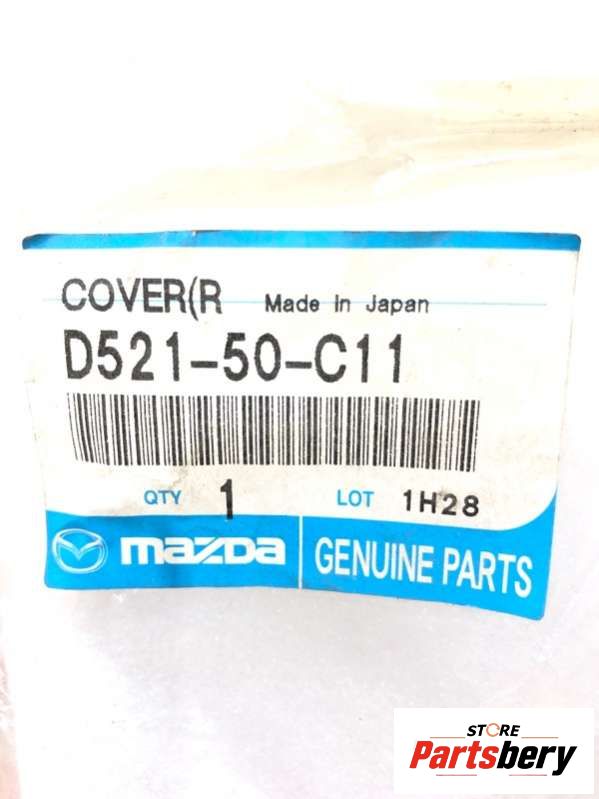 COVER(R Made in Japan
D521-50-C11
QTY 1 LOT 1H28
mazda GENUINE PARTS
STORE
Partsbery